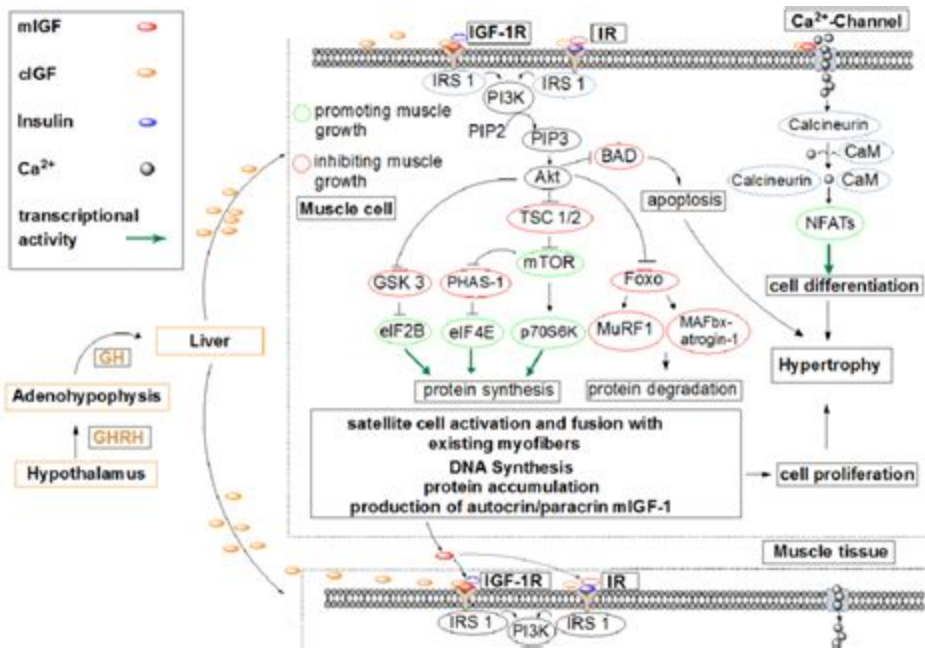 mIGF
cIGF
Insulin
Ca²⁺
transcriptional
activity
IGF-1R
IR
Ca²⁺-Channel
IRS 1
IRS 1
PI3K
PIP2
PIP3
promoting muscle
growth
inhibiting muscle
growth
Muscle cell
Akt
BAD
apoptosis
TSC 1/2
mTOR
GSK 3
PHAS-1
Foxo
eIF2B
eIF4E
p70S6K
MuRF1
MAFbx-
atrogin-1
protein synthesis
protein degradation
Calcineurin
CaM
Calcineurin
CaM
NFATs
cell differentiation
Hypertrophy
cell proliferation
Liver
GH
Adenohypophysis
GHRH
Hypothalamus
satellite cell activation and fusion with
existing myofibers
DNA Synthesis
protein accumulation
production of autocrin/paracrin mIGF-1
Muscle tissue
IGF-1R
IR
IRS 1
PI3K
IRS 1